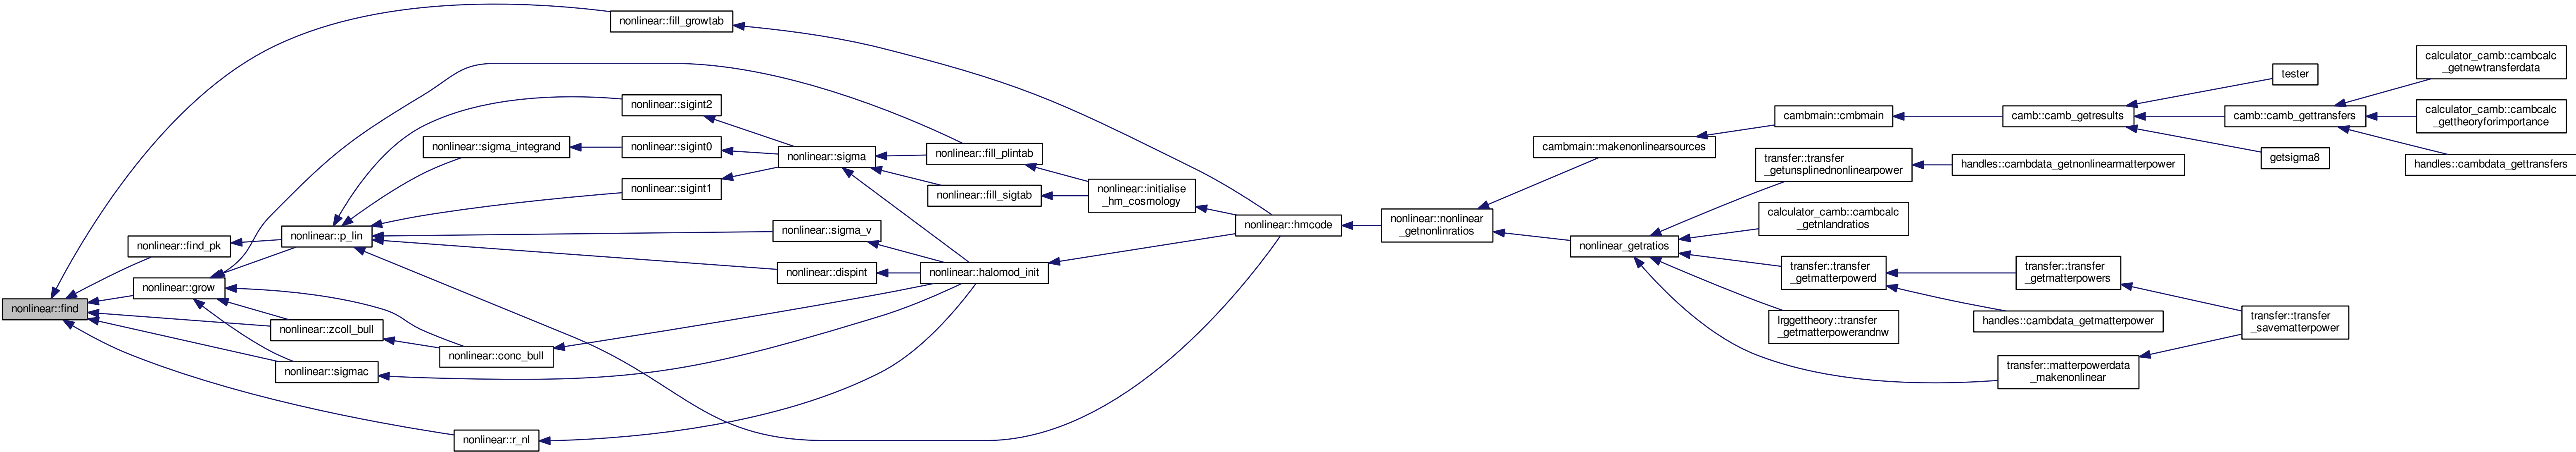 nonlinear::find
nonlinear::fill_growtab
nonlinear::find_pk
nonlinear::grow
nonlinear::zcoll_bull
nonlinear::sigmac
nonlinear::r_nl
nonlinear::p_lin
nonlinear::conc_bull
nonlinear::sigma_integrand
nonlinear::sigint2
nonlinear::sigint0
nonlinear::sigint1
nonlinear::sigma
nonlinear::sigma_v
nonlinear::dispint
nonlinear::fill_plintab
nonlinear::fill_sigtab
nonlinear::halomod_init
nonlinear::initialise
_hm_cosmology
nonlinear::hmcode
nonlinear::nonlinear
_getnonlinratios
cambmain::makenonlinearsources
nonlinear_getratios
cambmain::cmbmain
transfer::transfer
_getunsplinednonlinearpower
calculator_camb::cambcalc
_getnlandratios
transfer::transfer
_getmatterpowerd
lrggettheory::transfer
_getmatterpowerandnw
transfer::matterpowerdata
_makenonlinear
camb::camb_getresults
handles::cambdata_getnonlinearmatterpower
transfer::transfer
_getmatterpowers
handles::cambdata_getmatterpower
transfer::transfer
_savematterpower
tester
camb::camb_gettransfers
getsigma8
calculator_camb::cambcalc
_getnewtransferdata
calculator_camb::cambcalc
_gettheoryforimportance
handles::cambdata_gettransfers